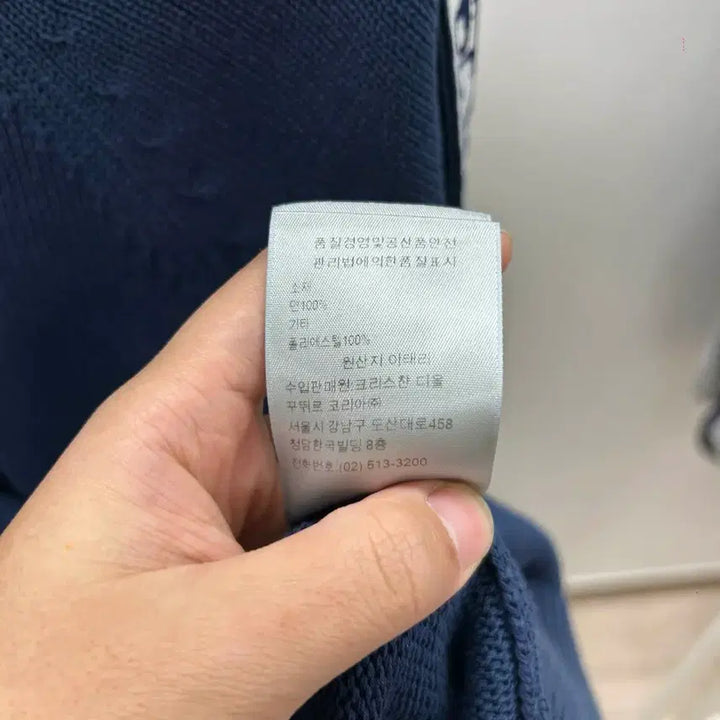 품질경영및공산품안전
관리법에의한품질표시
소재
면100%
기타
폴리에스텔100%
원산지 이태리
수입판매원:크리스챤 디올
꾸뛰르 코리아㈜
서울시 강남구 도산대로458
청담한국빌딩 8층
전화번호:(02) 513-3200